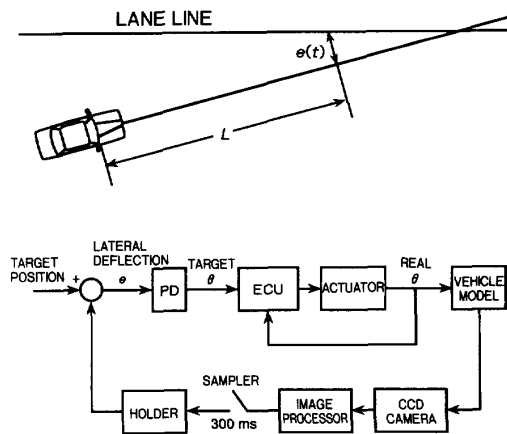 LANE LINE
e(t)
L
TARGET
POSITION
+
LATERAL
DEFLECTION
e
PD
TARGET
θ
ECU
ACTUATOR
REAL
θ
VEHICLE
MODEL
HOLDER
SAMPLER
300 ms
IMAGE
PROCESSOR
CCD
CAMERA